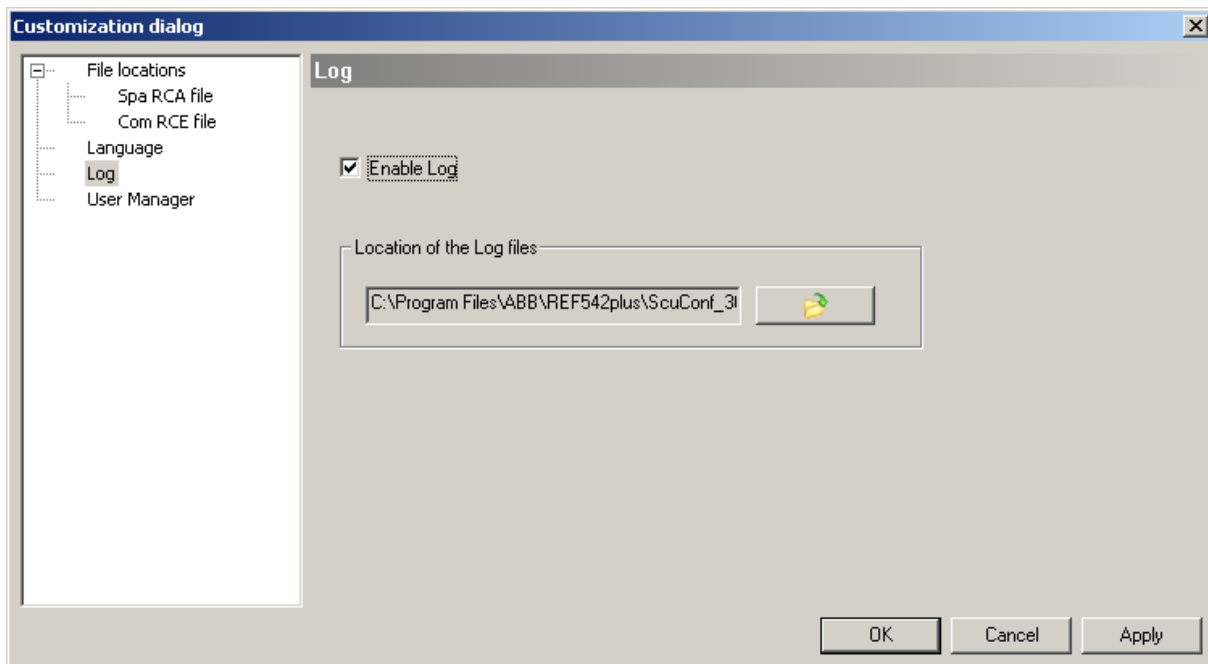 Customization dialog
File locations
Spa RCA file
Com RCE file
Language
Log
User Manager
Log
Enable Log
Location of the Log files
C:\Program Files\ABB\REF542plus\ScuConf_3
OK
Cancel
Apply